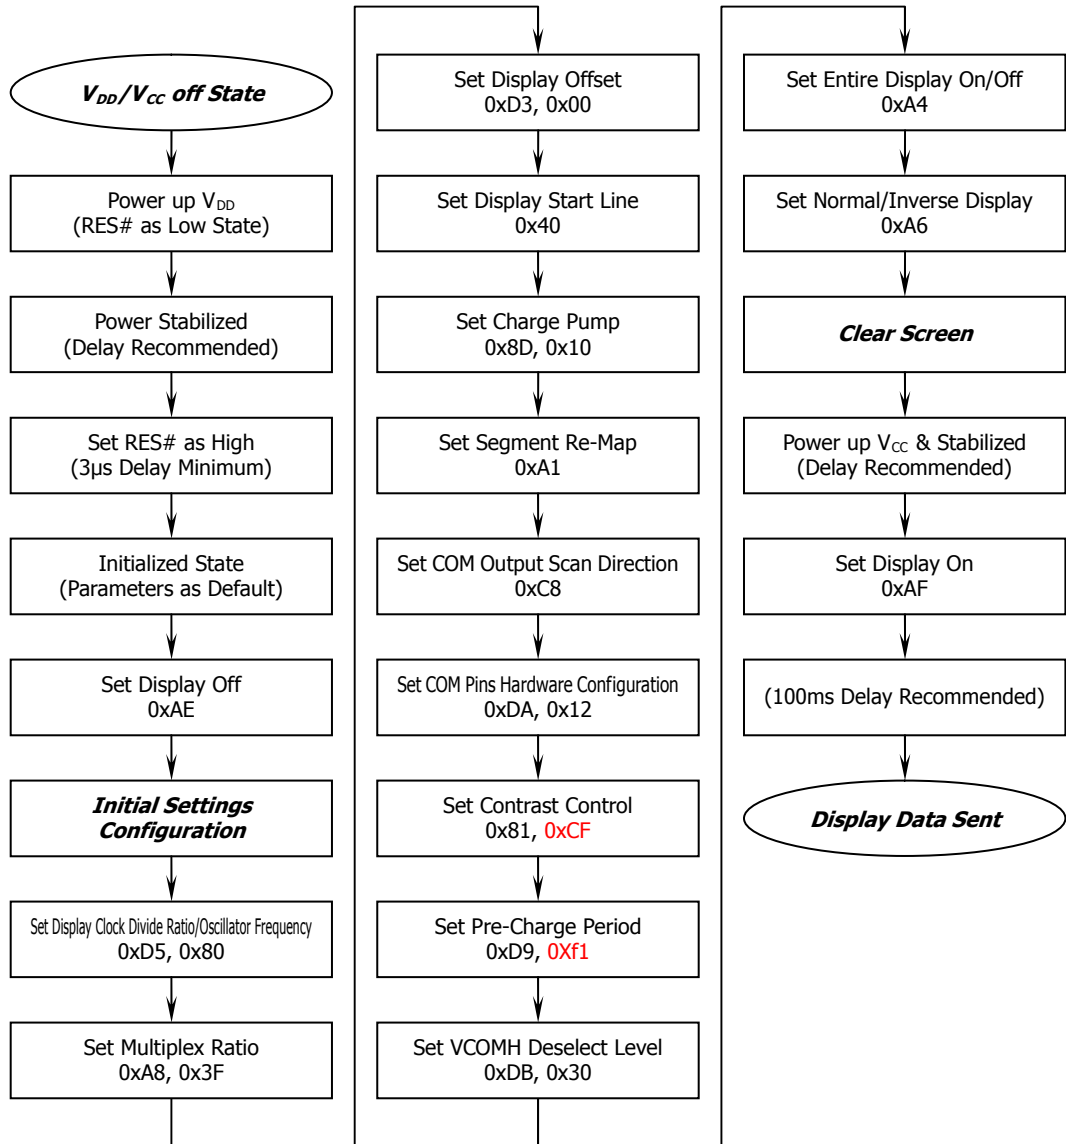 V_DD/V_CC off State
Power up V_DD
(RES# as Low State)
Power Stabilized
(Delay Recommended)
Set RES# as High
(3µs Delay Minimum)
Initialized State
(Parameters as Default)
Set Display Off
0xAE
Initial Settings
Configuration
Set Display Clock Divide Ratio/Oscillator Frequency
0xD5, 0x80
Set Multiplex Ratio
0xA8, 0x3F
Set Display Offset
0xD3, 0x00
Set Display Start Line
0x40
Set Charge Pump
0x8D, 0x10
Set Segment Re-Map
0xA1
Set COM Output Scan Direction
0xC8
Set COM Pins Hardware Configuration
0xDA, 0x12
Set Contrast Control
0x81, 0xCF
Set Pre-Charge Period
0xD9, 0Xf1
Set VCOMH Deselect Level
0xDB, 0x30
Set Entire Display On/Off
0xA4
Set Normal/Inverse Display
0xA6
Clear Screen
Power up V_CC & Stabilized
(Delay Recommended)
Set Display On
0xAF
(100ms Delay Recommended)
Display Data Sent